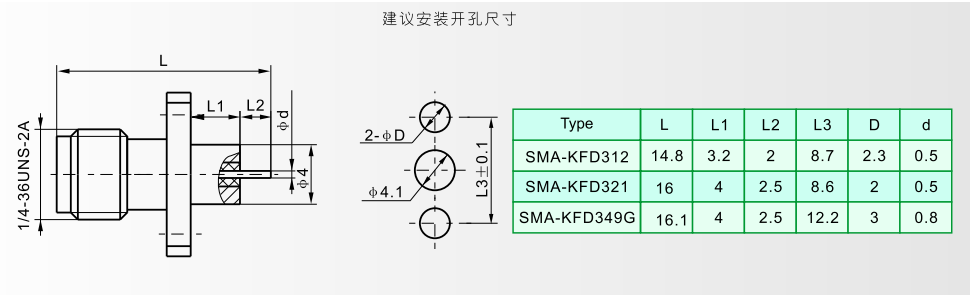 建议安装开孔尺寸
L
L1 L2
φd
1/4-36UNS-2A
φ4
2-φD
φ4.1
L3±0.1
Type L L1 L2 L3 D d
SMA-KFD312 14.8 3.2 2 8.7 2.3 0.5
SMA-KFD321 16 4 2.5 8.6 2 0.5
SMA-KFD349G 16.1 4 2.5 12.2 3 0.8